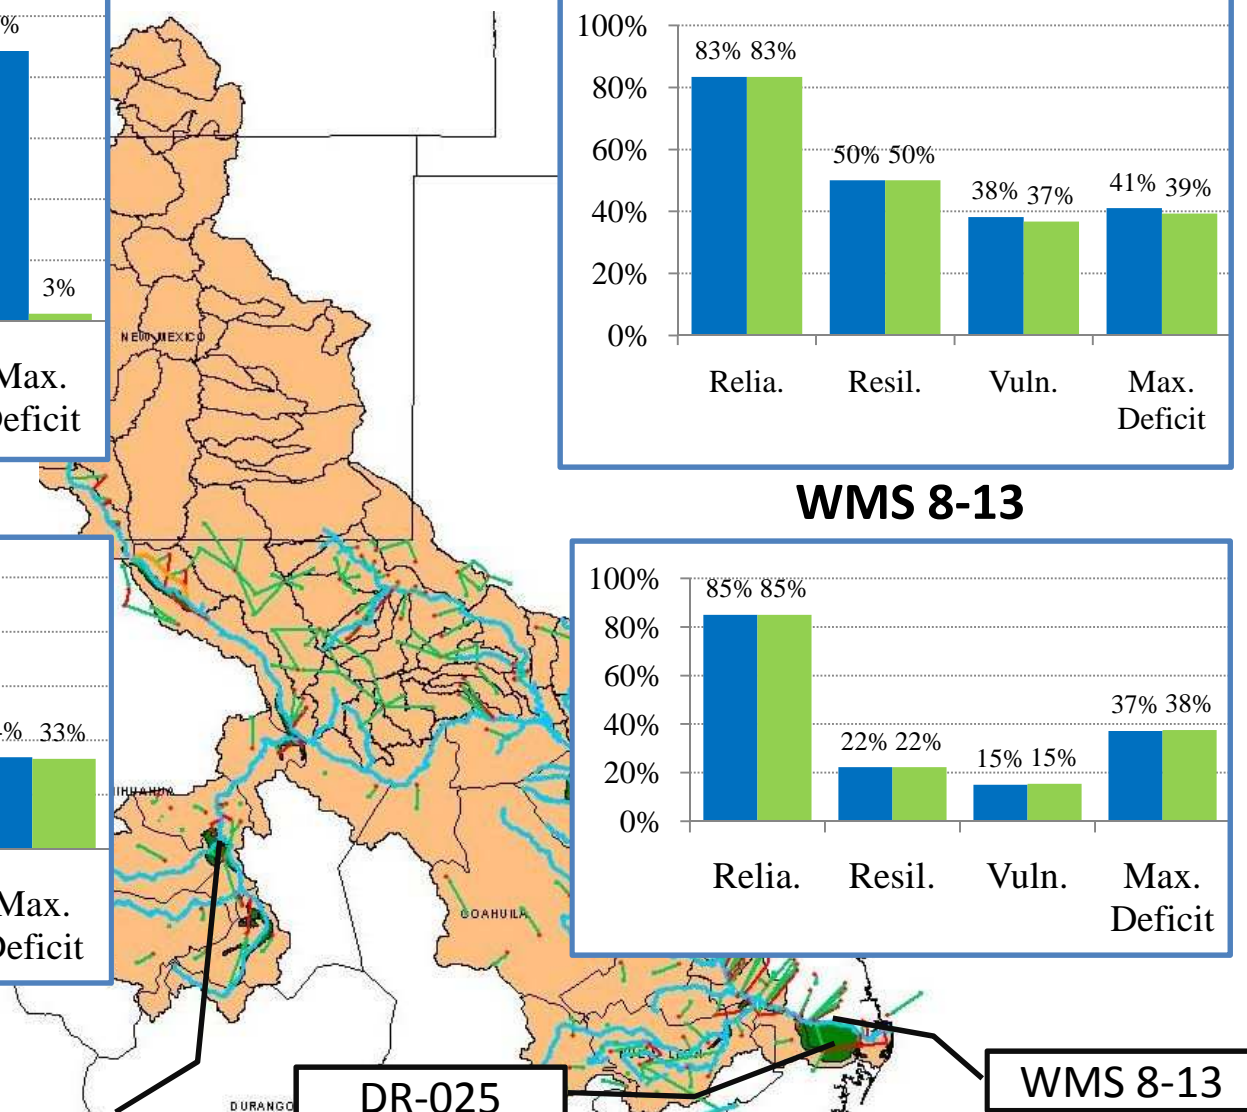 %
3%
Max.
Deficit
100%
80%
60%
40%
20%
0%
83% 83%
50% 50%
38% 37%
41% 39%
Relia. Resil. Vuln. Max.
Deficit
WMS 8-13
NEW MEXICO
33%
Max.
Deficit
100%
80%
60%
40%
20%
0%
85% 85%
22% 22%
15% 15%
37% 38%
Relia. Resil. Vuln. Max.
Deficit
COAHUILA
DURANGO
DR-025
WMS 8-13